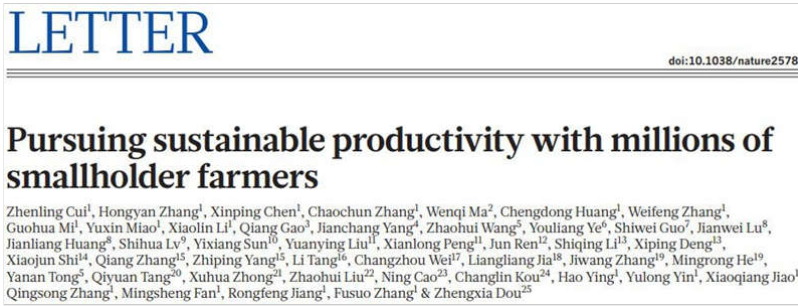 LETTER
doi:10.1038/nature2578
Pursuing sustainable productivity with millions of
smallholder farmers
Zhenling Cui¹, Hongyan Zhang¹, Xinping Chen¹, Chaochun Zhang¹, Wenqi Ma², Chengdong Huang¹, Weifeng Zhang¹,
Guohua Mi¹, Yuxin Miao¹, Xiaolin Li¹, Qiang Gao³, Jianchang Yang⁴, Zhaohui Wang⁵, Youliang Ye⁶, Shiwei Guo⁷, Jianwei Lu⁸,
Jianliang Huang⁸, Shihua Lv⁹, Yixiang Sun¹⁰, Yuanying Liu¹¹, Xianlong Peng¹¹, Jun Ren¹², Shiqing Li¹³, Xiping Deng¹³,
Xiaojun Shi¹⁴, Qiang Zhang¹⁵, Zhiping Yang¹⁵, Li Tang¹⁶, Changzhou Wei¹⁷, Liangliang Jia¹⁸, Jiwang Zhang¹⁹, Mingrong He¹⁹,
Yanan Tong⁵, Qiyuan Tang²⁰, Xuhua Zhong²¹, Zhaohui Liu²², Ning Cao²³, Changlin Kou²⁴, Hao Ying¹, Yulong Yin¹, Xiaoqiang Jiao¹
Qingsong Zhang¹, Mingsheng Fan¹, Rongfeng Jiang¹, Fusuo Zhang¹ & Zhengxia Dou²⁵